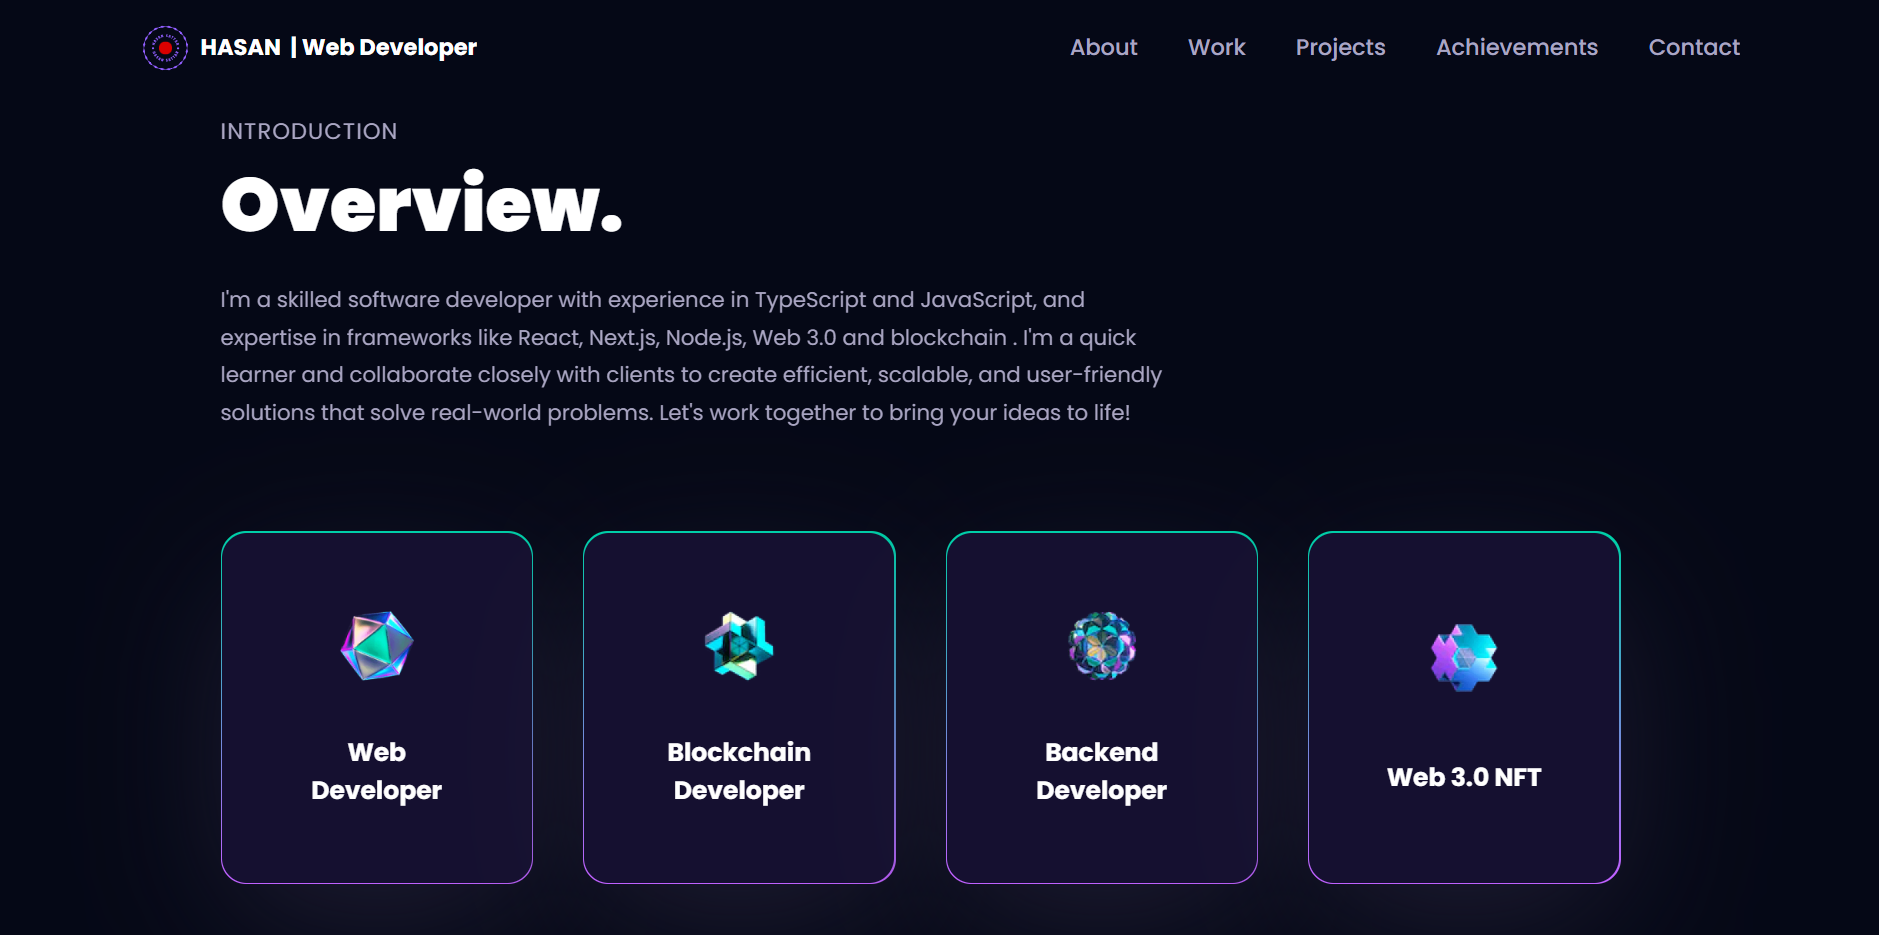 HASAN | Web Developer
About
Work
Projects
Achievements
Contact
INTRODUCTION
Overview.
I'm a skilled software developer with experience in TypeScript and JavaScript, and
expertise in frameworks like React, Next.js, Node.js, Web 3.0 and blockchain . I'm a quick
learner and collaborate closely with clients to create efficient, scalable, and user-friendly
solutions that solve real-world problems. Let's work together to bring your ideas to life!
Web
Developer
Blockchain
Developer
Backend
Developer
Web 3.0 NFT